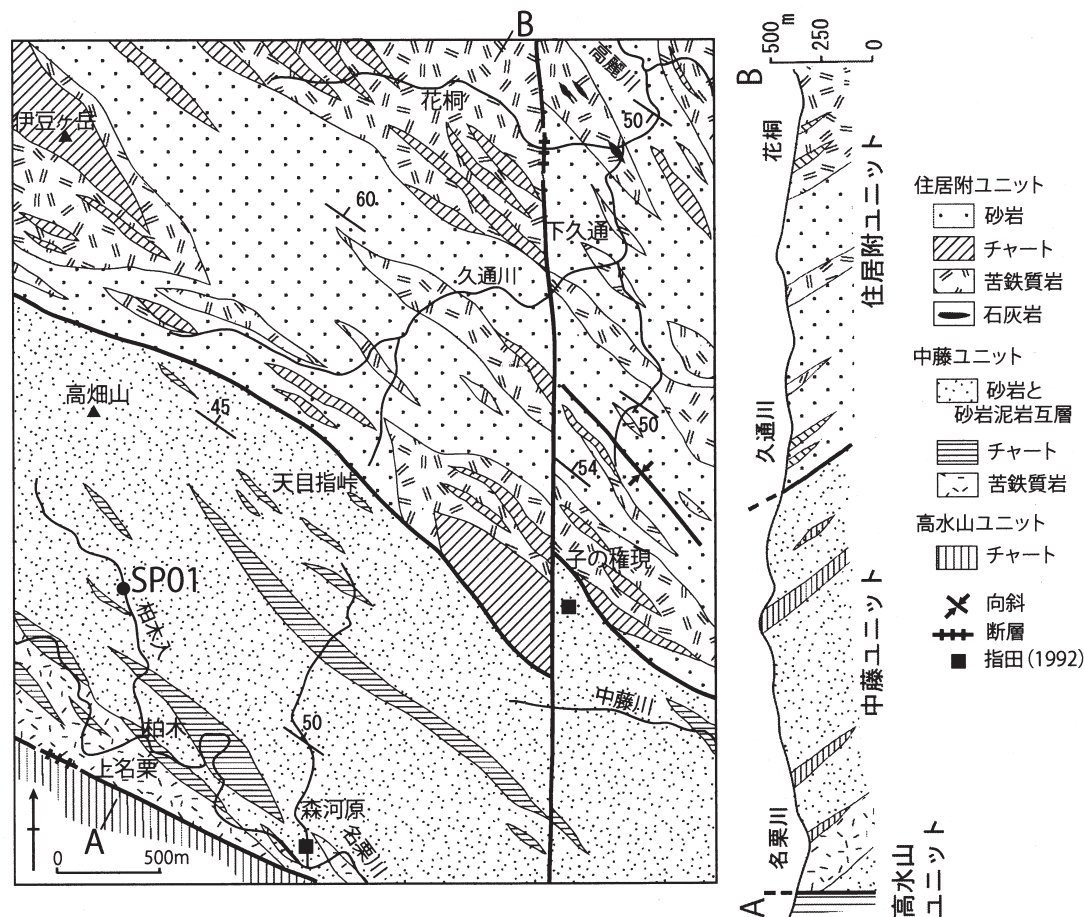 B
高麗川
花桐
伊豆ヶ岳
50
60
下久通
久通川
高畑山
45
50
54
天目指峠
子の権現
SP01
柏木入
中藤川
50
柏木
上名栗
森河原
名栗川
A
0 500m
B
500 m
250
0
花桐
住居附ユニット
久通川
中藤ユニット
名栗川
A
高水山
ユニット
住居附ユニット
砂岩
チャート
苦鉄質岩
石灰岩
中藤ユニット
砂岩と
砂岩泥岩互層
チャート
苦鉄質岩
高水山ユニット
チャート
向斜
断層
指田(1992)